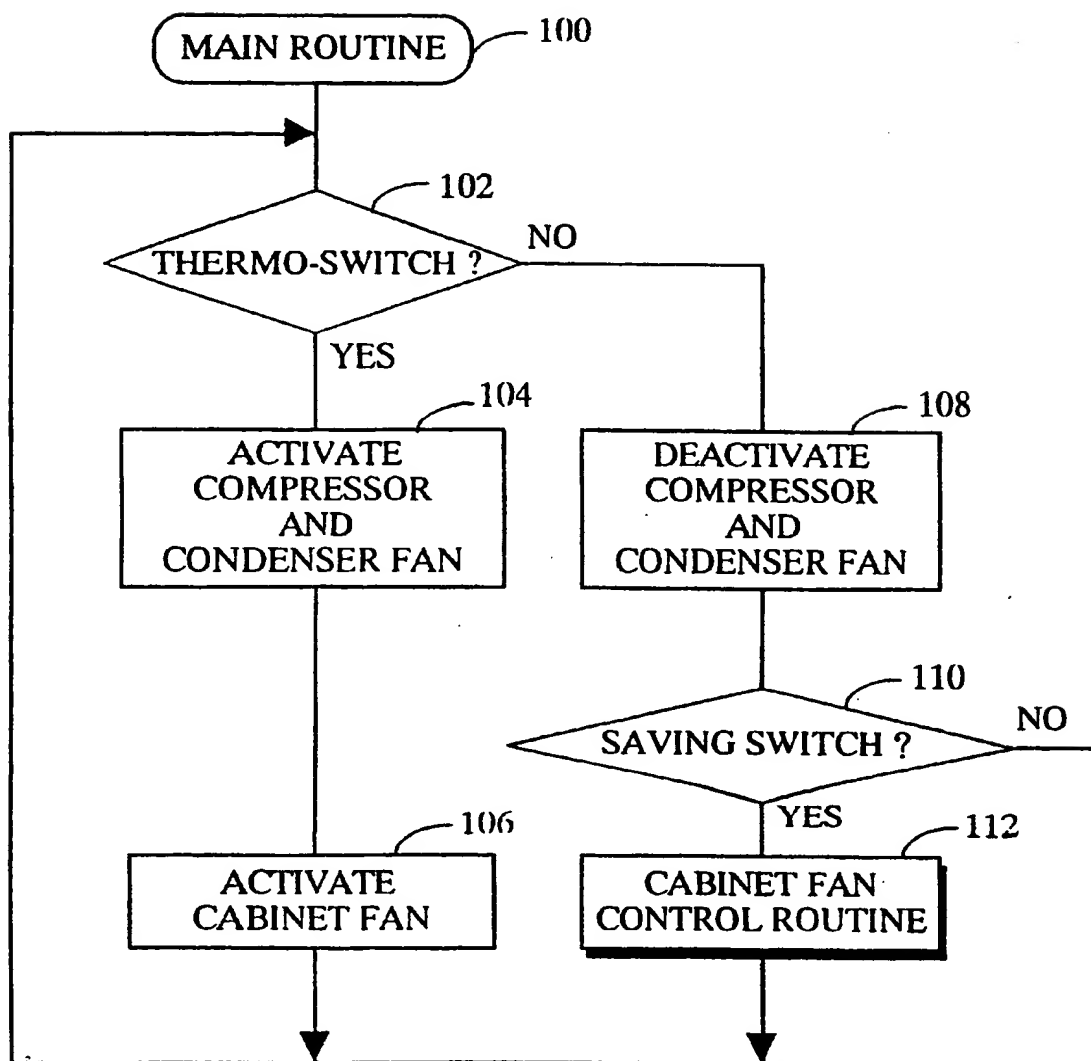 MAIN ROUTINE
100
102
THERMO-SWITCH ?
NO
YES
104
ACTIVATE
COMPRESSOR
AND
CONDENSER FAN
108
DEACTIVATE
COMPRESSOR
AND
CONDENSER FAN
110
SAVING SWITCH ?
NO
YES
106
ACTIVATE
CABINET FAN
112
CABINET FAN
CONTROL ROUTINE